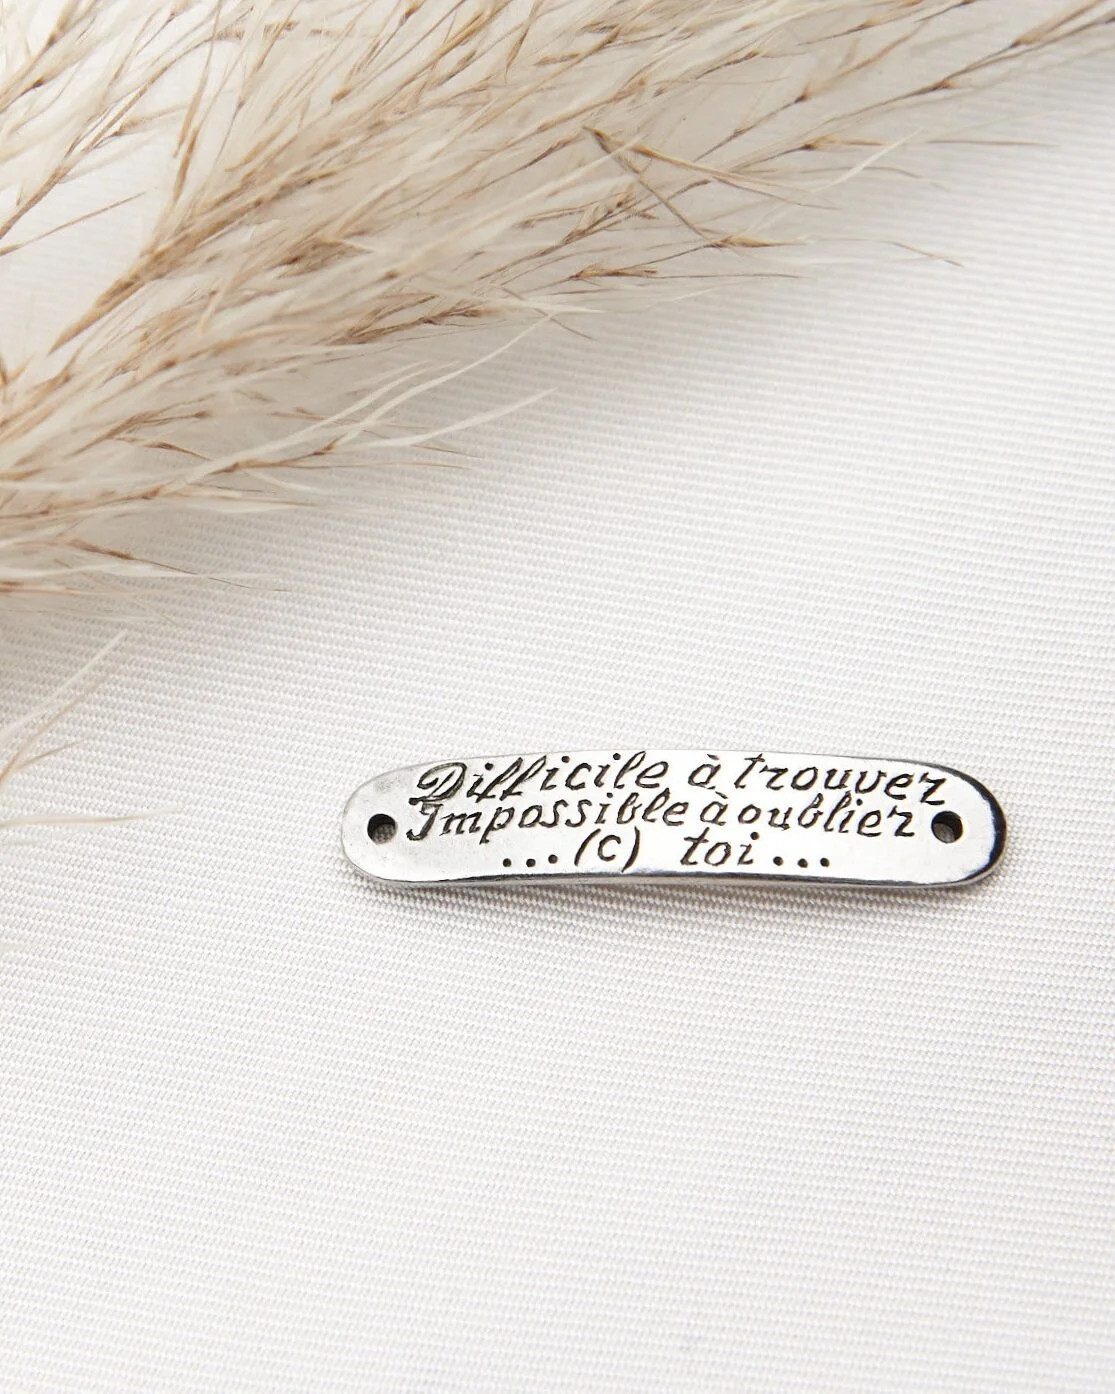 Difficile à trouver
Impossible à oublier
...(c) toi...